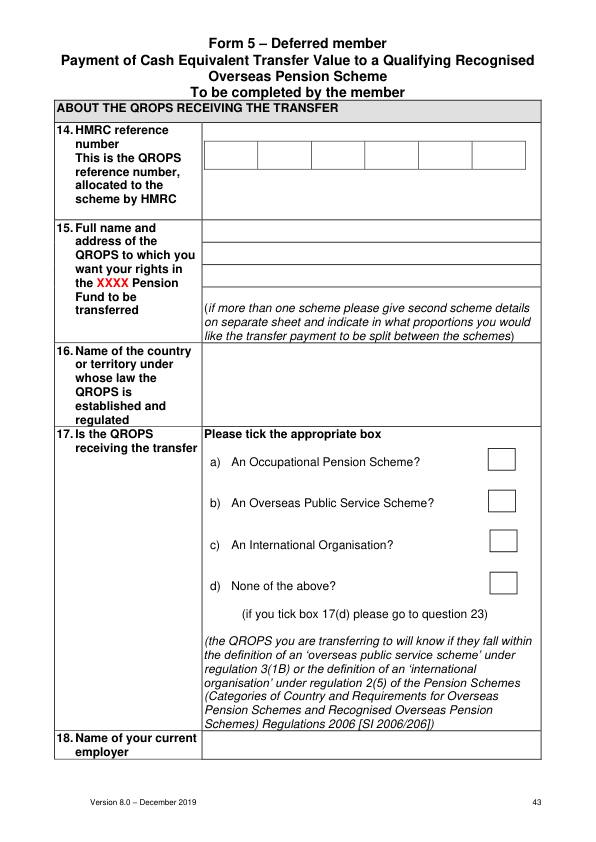 Form 5 – Deferred member
Payment of Cash Equivalent Transfer Value to a Qualifying Recognised
Overseas Pension Scheme
To be completed by the member
ABOUT THE QROPS RECEIVING THE TRANSFER
14. HMRC reference
number
This is the QROPS
reference number,
allocated to the
scheme by HMRC
15. Full name and
address of the
QROPS to which you
want your rights in
the XXXX Pension
Fund to be
transferred
(if more than one scheme please give second scheme details
on separate sheet and indicate in what proportions you would
like the transfer payment to be split between the schemes)
16. Name of the country
or territory under
whose law the
QROPS is
established and
regulated
17. Is the QROPS
receiving the transfer
Please tick the appropriate box
a) An Occupational Pension Scheme?
b) An Overseas Public Service Scheme?
c) An International Organisation?
d) None of the above?
(if you tick box 17(d) please go to question 23)
(the QROPS you are transferring to will know if they fall within
the definition of an ‘overseas public service scheme’ under
regulation 3(1B) or the definition of an ‘international
organisation’ under regulation 2(5) of the Pension Schemes
(Categories of Country and Requirements for Overseas
Pension Schemes and Recognised Overseas Pension
Schemes) Regulations 2006 [SI 2006/206])
18. Name of your current
employer
Version 8.0 – December 2019
43